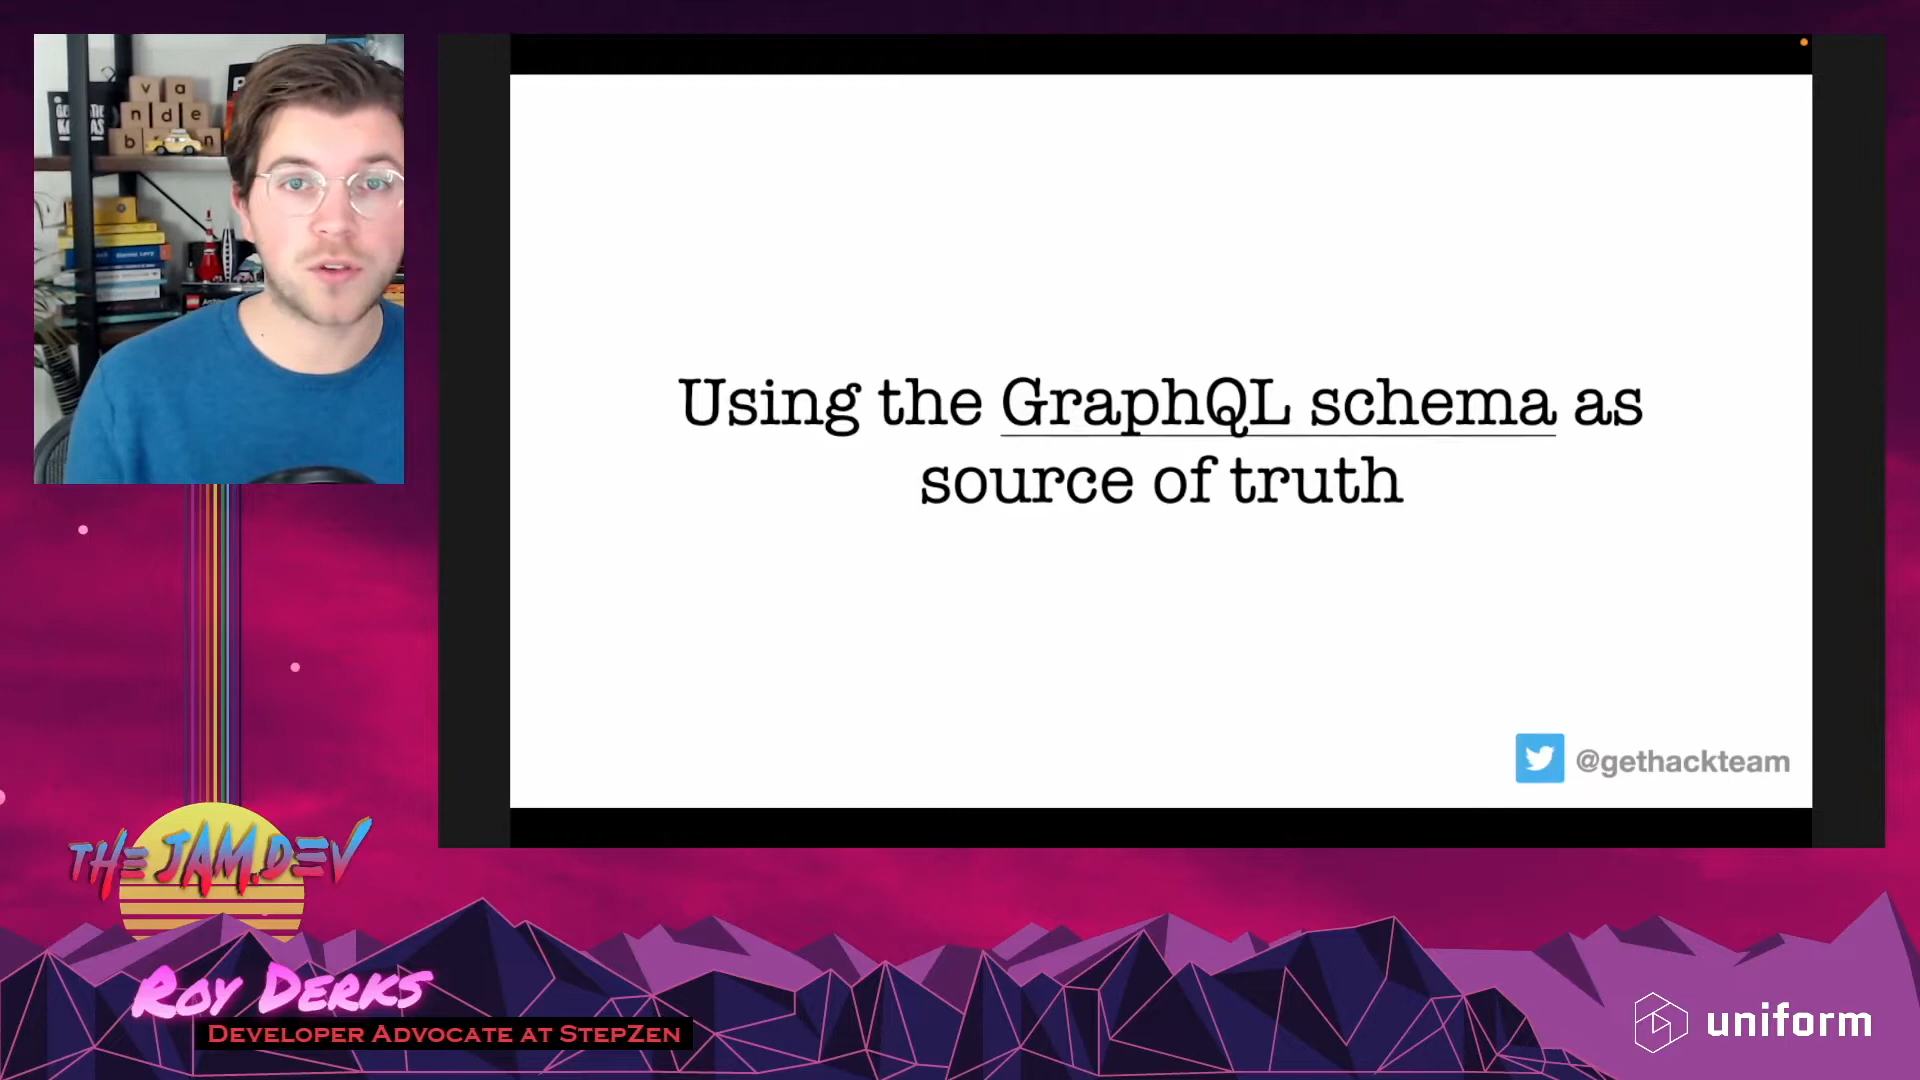 v a
n d e
b n
Using the GraphQL schema as
source of truth
@gethackteam
THE JAM.DEV
Roy Derks
Developer Advocate at StepZen
uniform